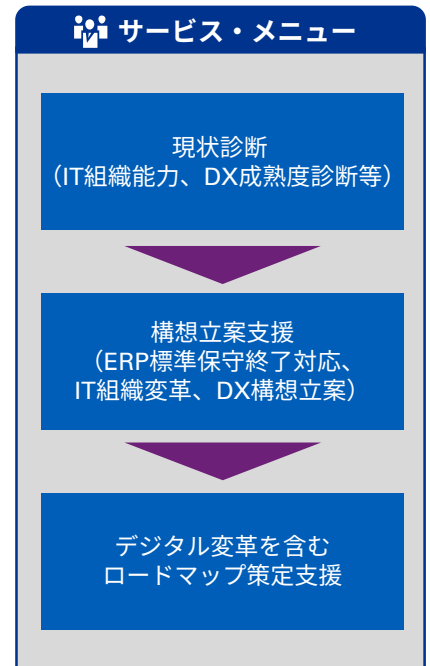 サービス・メニュー
現状診断
（IT組織能力、DX成熟度診断等）
構想立案支援
（ERP標準保守終了対応、
IT組織変革、DX構想立案）
デジタル変革を含む
ロードマップ策定支援